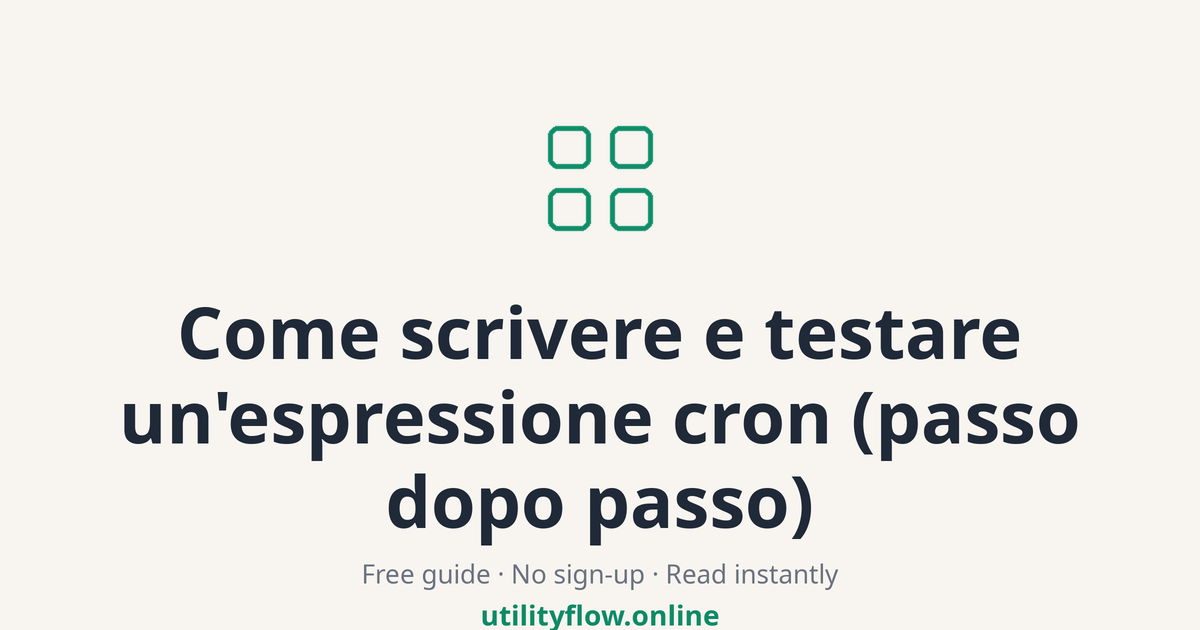 Come scrivere e testare
un'espressione cron (passo
dopo passo)
Free guide · No sign-up · Read instantly
utilityflow.online